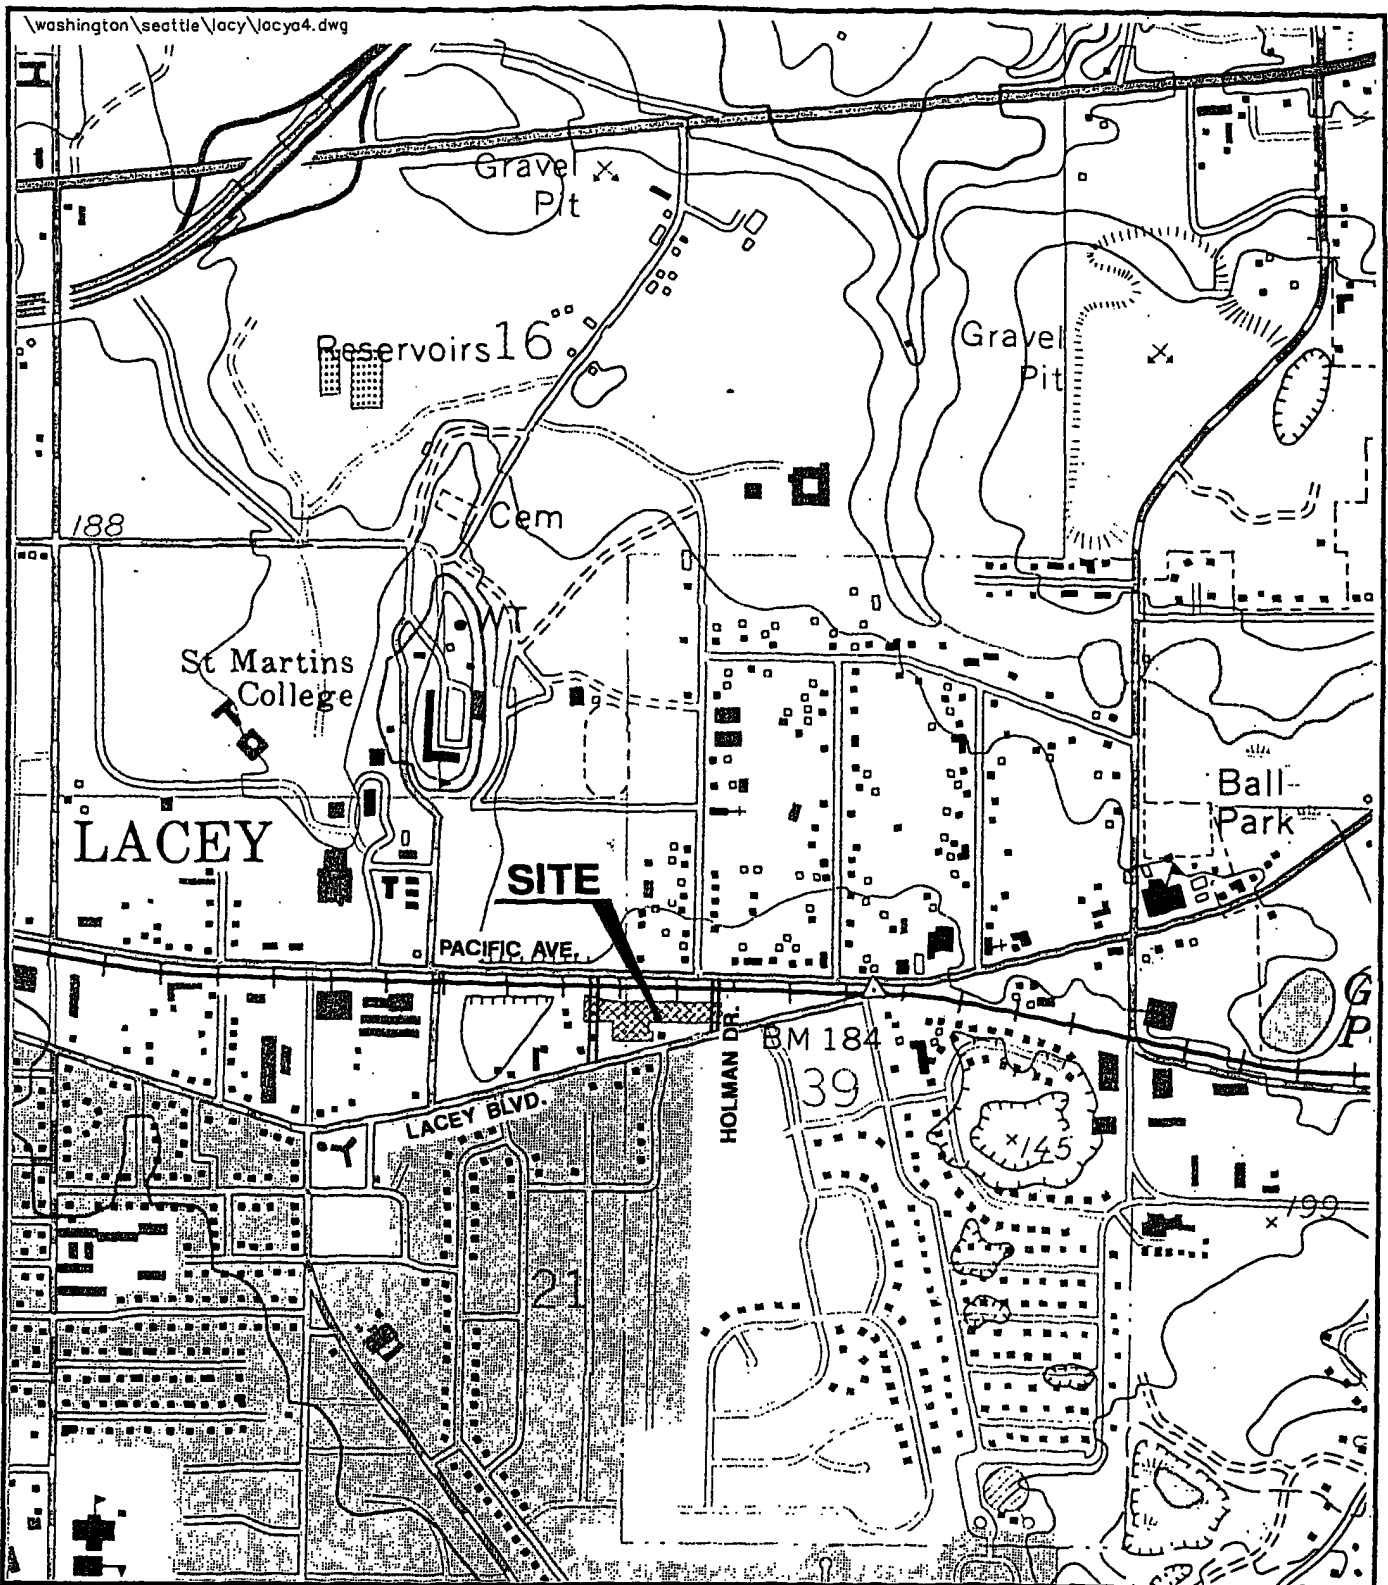 \washington\seattle\lacy\lacya4.dwg
Gravel
Pit
Reservoirs
16
Gravel
Pit
188
Cem
WT
St Martins
College
Ball
Park
LACEY
SITE
PACIFIC AVE.
G
P
HOLMAN DR.
BM 184
39
LACEY BLVD.
145
199
21